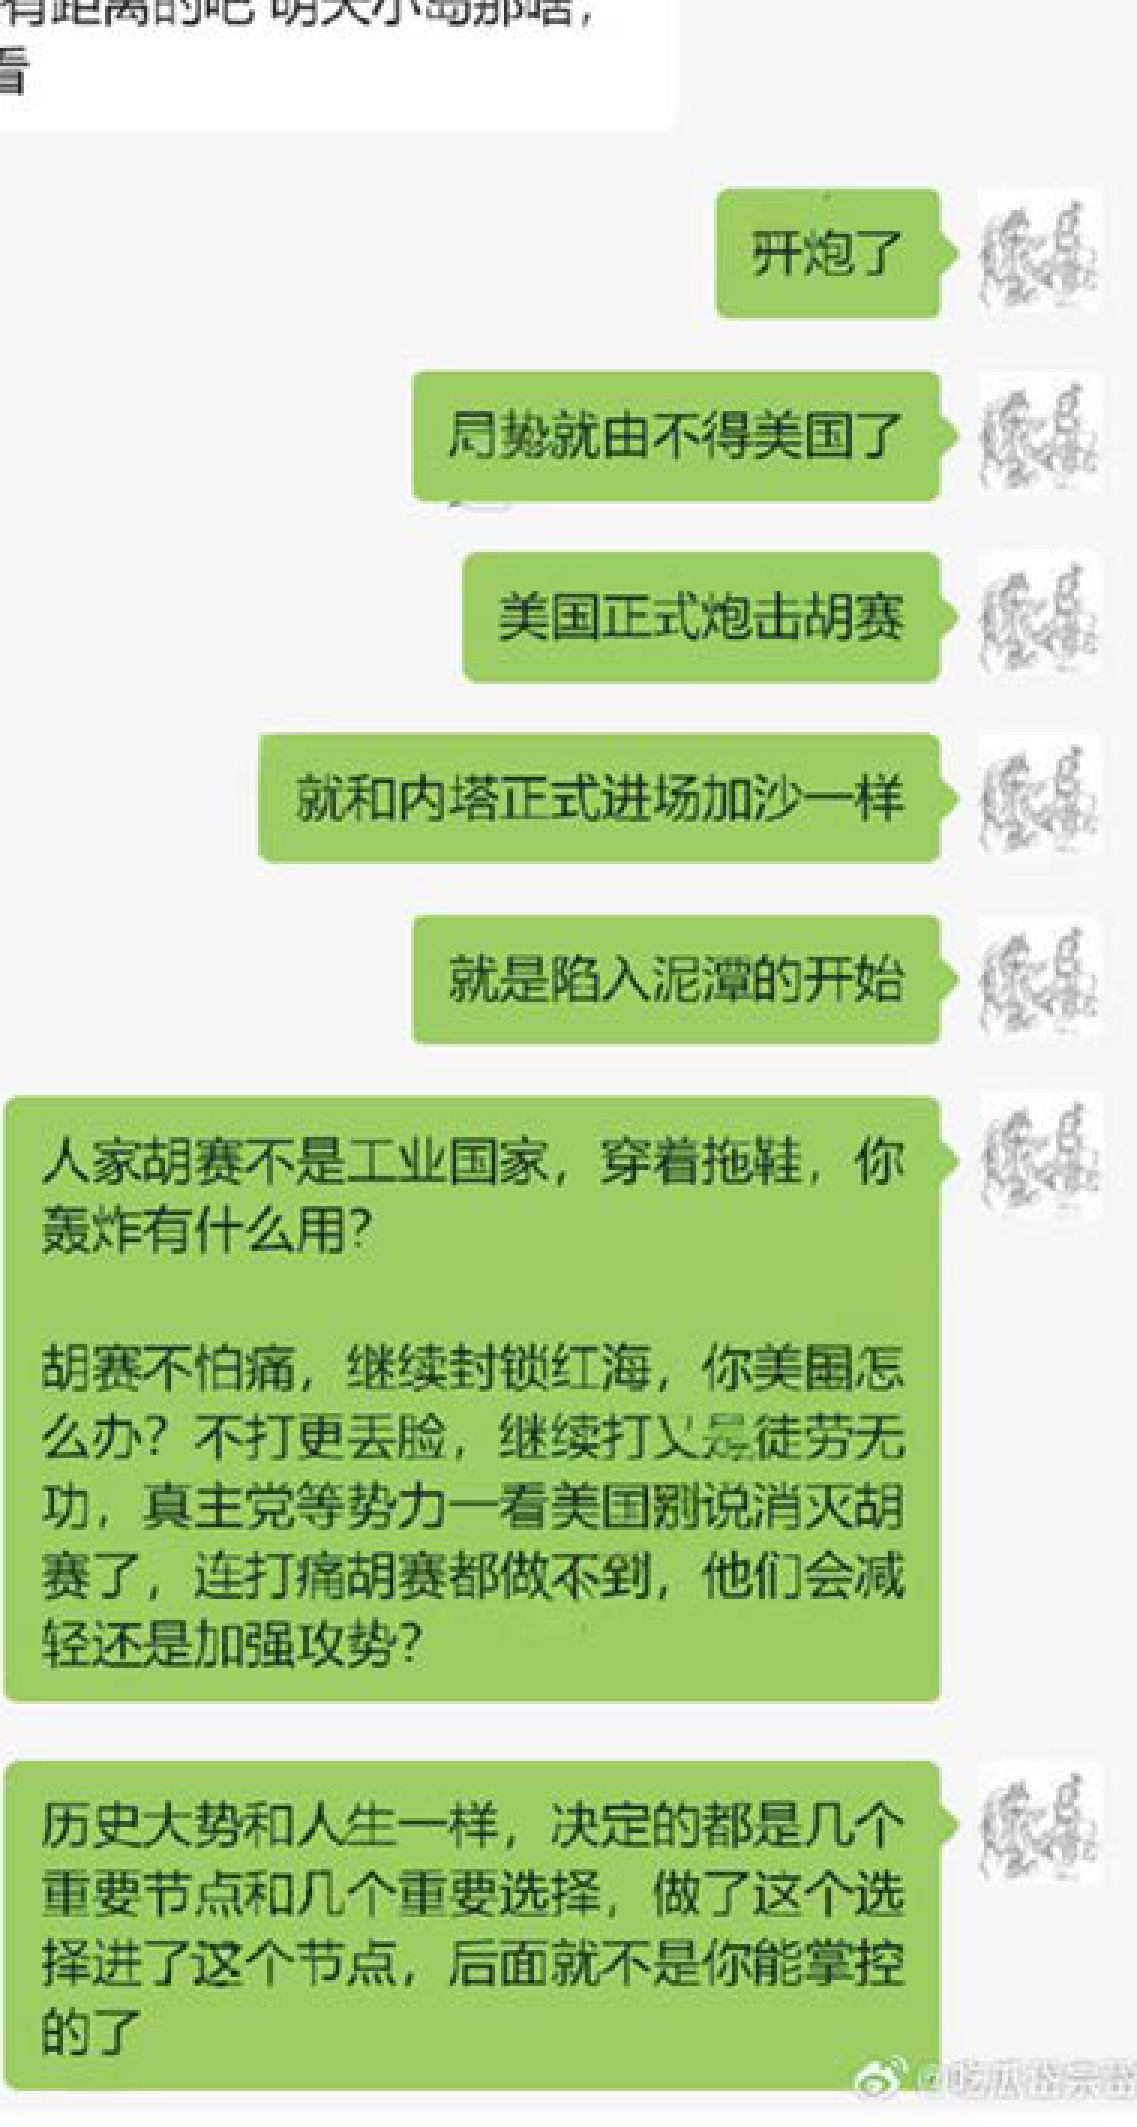 有距离的吧 明天小岛那啥，
看
开炮了
局势就由不得美国了
美国正式炮击胡赛
就和内塔正式进场加沙一样
就是陷入泥潭的开始
人家胡赛不是工业国家，穿着拖鞋，你
轰炸有什么用？
胡赛不怕痛，继续封锁红海，你美国怎
么办？不打更丢脸，继续打又是徒劳无
功，真主党等势力一看美国别说消灭胡
赛了，连打痛胡赛都做不到，他们会减
轻还是加强攻势？
历史大势和人生一样，决定的都是几个
重要节点和几个重要选择，做了这个选
择进了这个节点，后面就不是你能掌控
的了